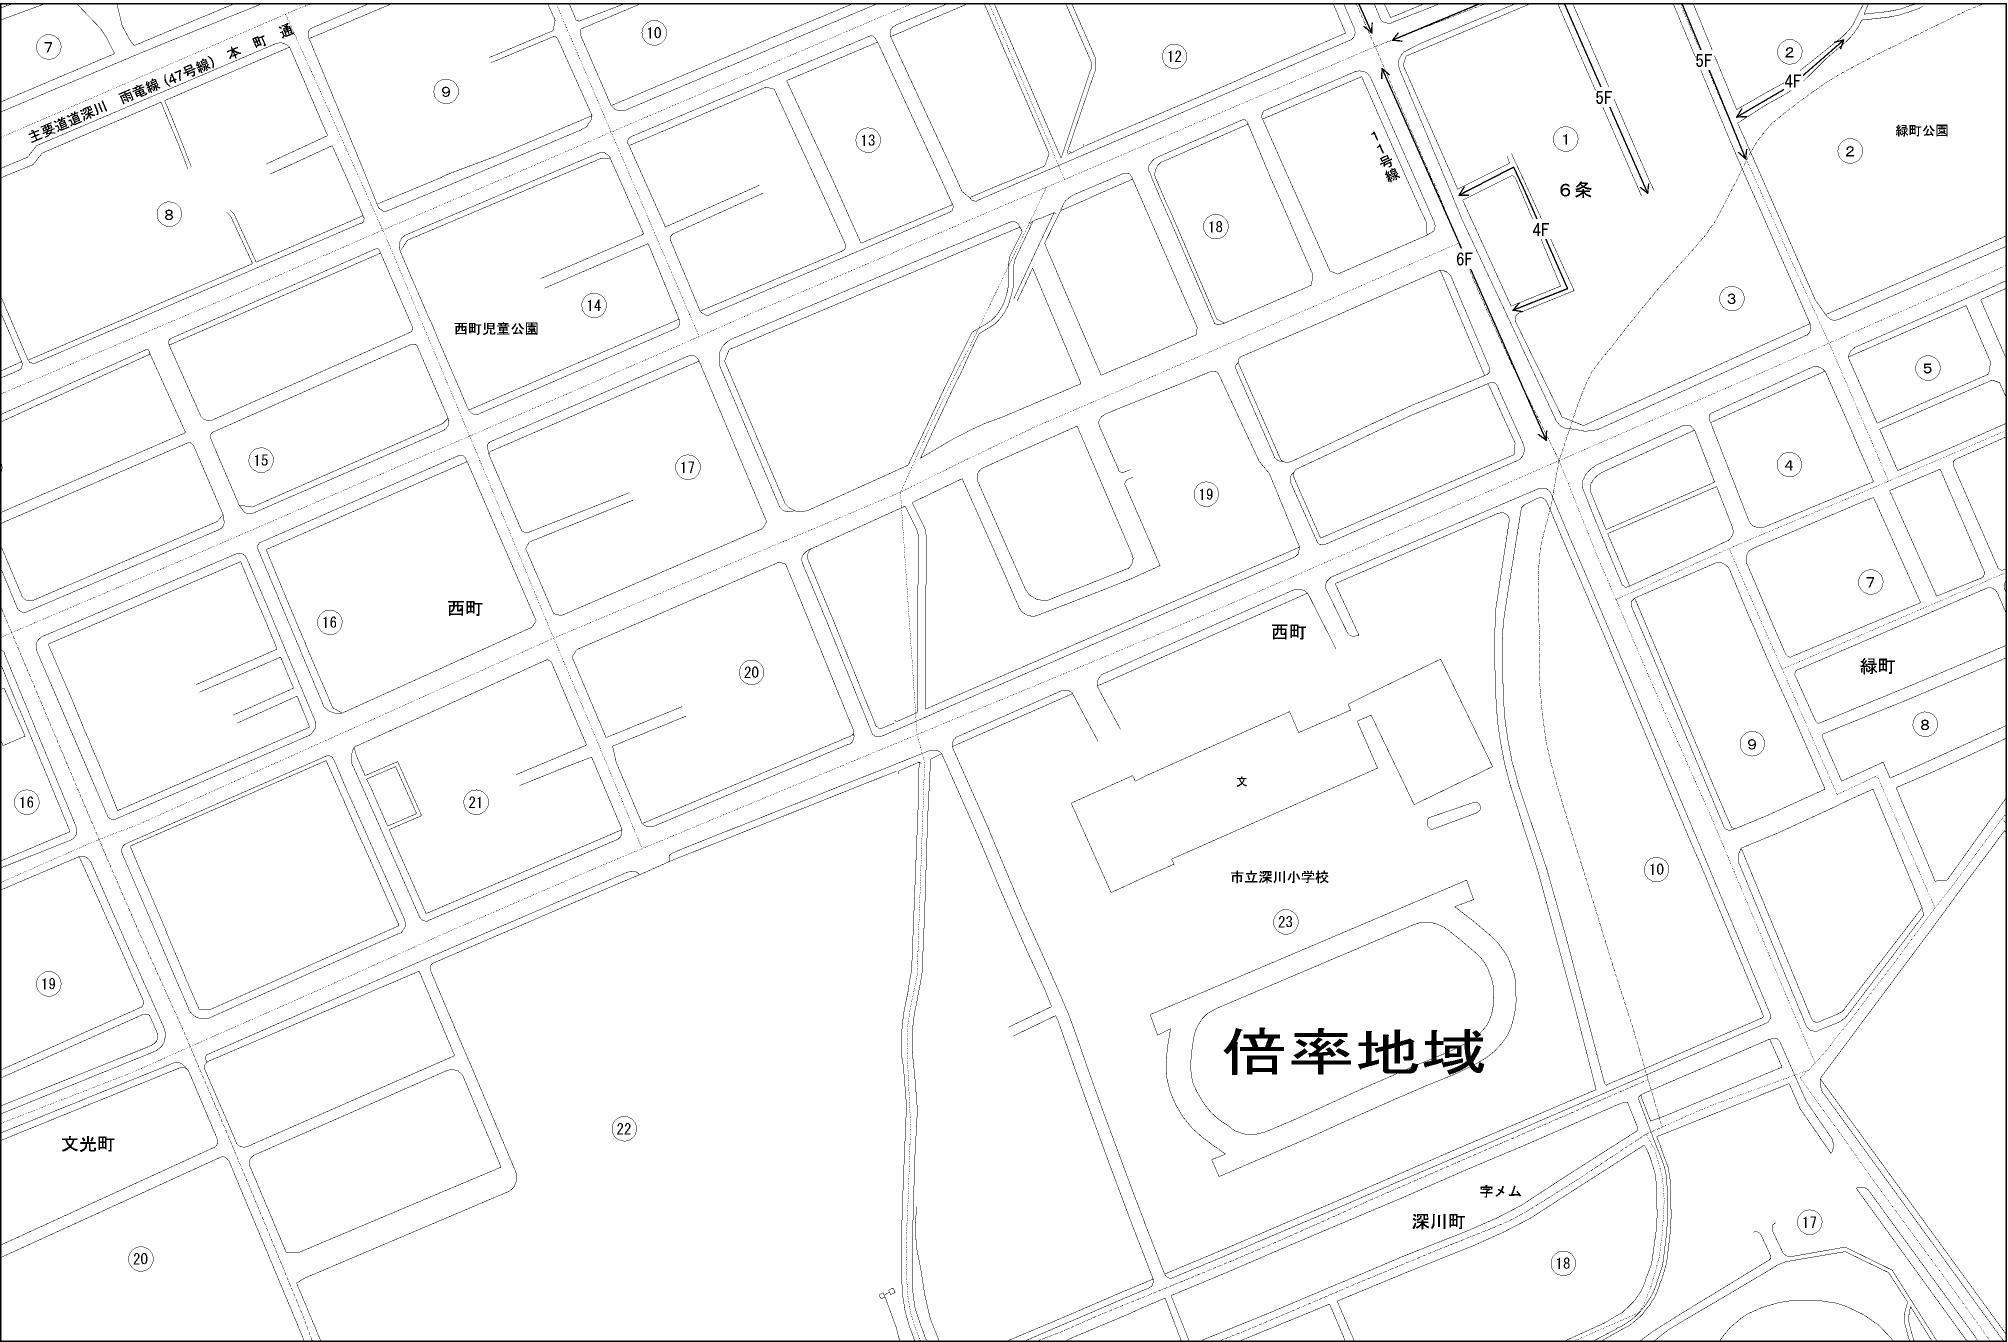 7
10
9
12
2
主要道道深川 雨竜線(47号線) 本町通
5F
4F
5F
13
1
緑町公園
2
11号線
6条
8
18
4F
6F
14
3
西町児童公園
5
15
17
4
19
7
16
西町
西町
緑町
20
8
9
16
21
文
10
市立深川小学校
23
19
倍率地域
22
文光町
字メム
深川町
17
20
18